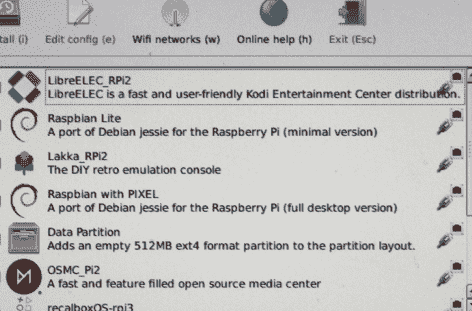 tall (i)
Edit config (e)
Wifi networks (w)
Online help (h)
Exit (Esc)
LibreELEC_RPi2
LibreELEC is a fast and user-friendly Kodi Entertainment Center distribution.
Raspbian Lite
A port of Debian jessie for the Raspberry Pi (minimal version)
Lakka_RPi2
The DIY retro emulation console
Raspbian with PIXEL
A port of Debian jessie for the Raspberry Pi (full desktop version)
Data Partition
Adds an empty 512MB ext4 format partition to the partition layout.
OSMC_Pi2
A fast and feature filled open source media center
recalboxOS-rpi3